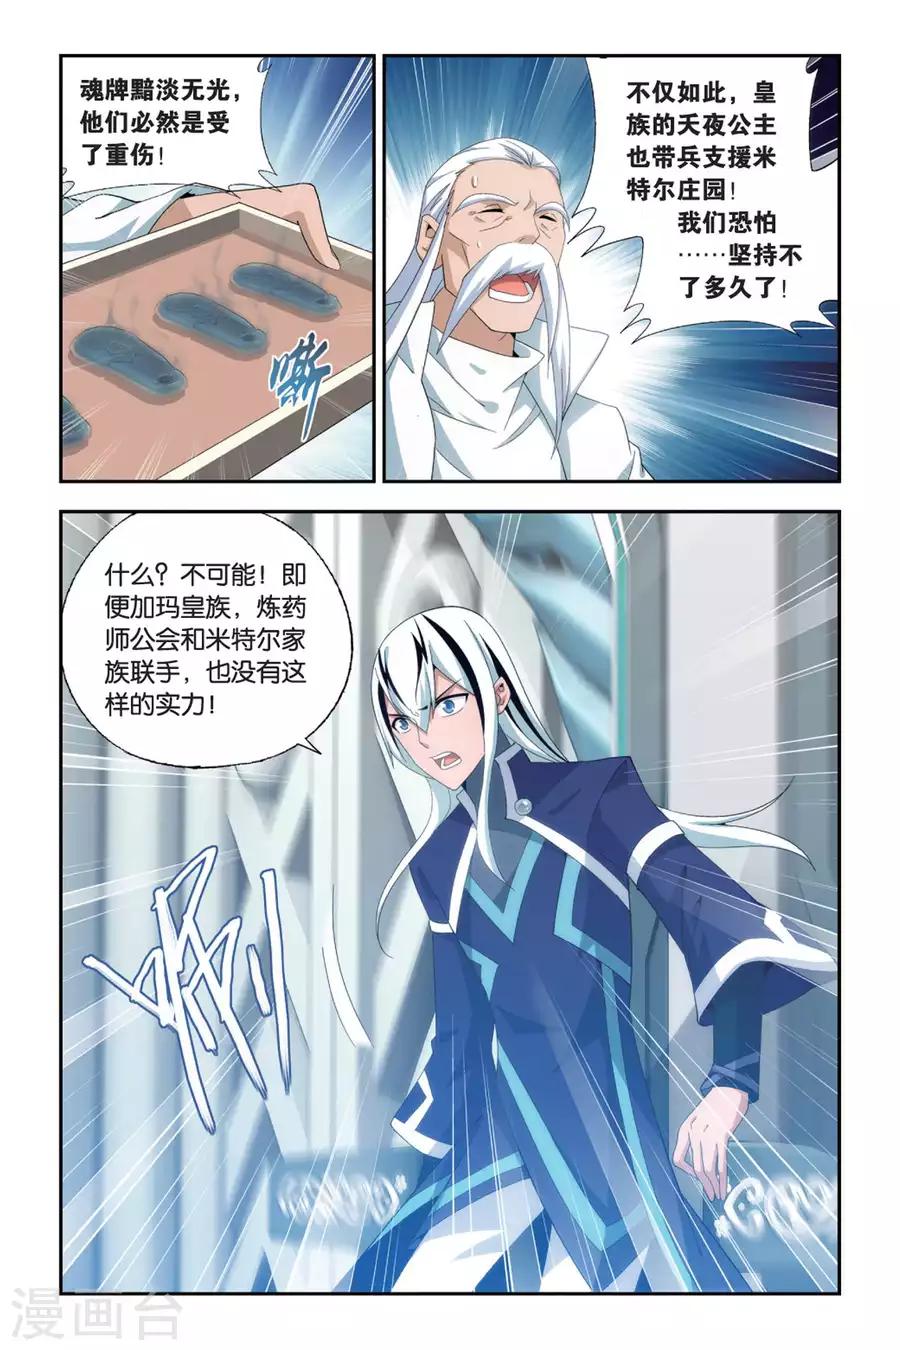 魂牌黯淡无光，
他们必然是受
了重伤！
嘶
不仅如此，皇
族的夭夜公主
也带兵支援米
特尔庄园！
我们恐怕
……坚持不
了多久了！
什么？不可能！即
便加玛皇族，炼药
师公会和米特尔家
族联手，也没有这
样的实力！
唰
漫画台